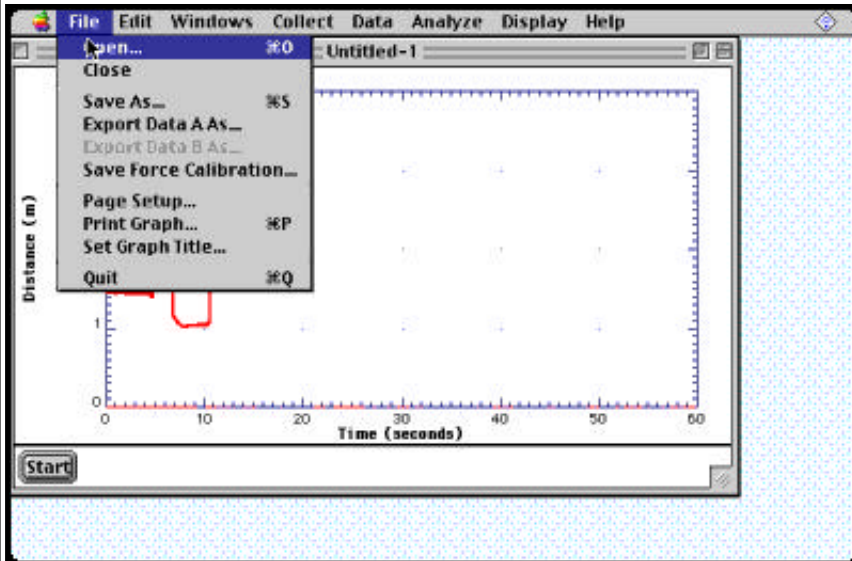 File Edit Windows Collect Data Analyze Display Help
Untitled-1
Open... ⌘O
Close
Save As... ⌘S
Export Data A As...
Export Data B As...
Save Force Calibration...
Page Setup...
Print Graph... ⌘P
Set Graph Title...
Quit ⌘Q
Distance (m)
1
0
0 10 20 30 40 50 60
Time (seconds)
Start